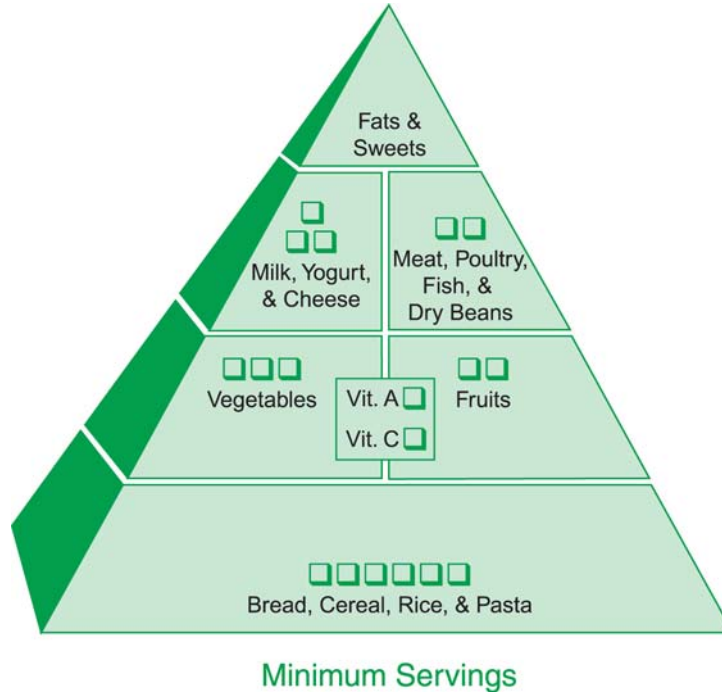 Fats &
Sweets
Milk, Yogurt,
& Cheese
Meat, Poultry,
Fish, &
Dry Beans
Vegetables
Vit. A
Vit. C
Fruits
Bread, Cereal, Rice, & Pasta
Minimum Servings